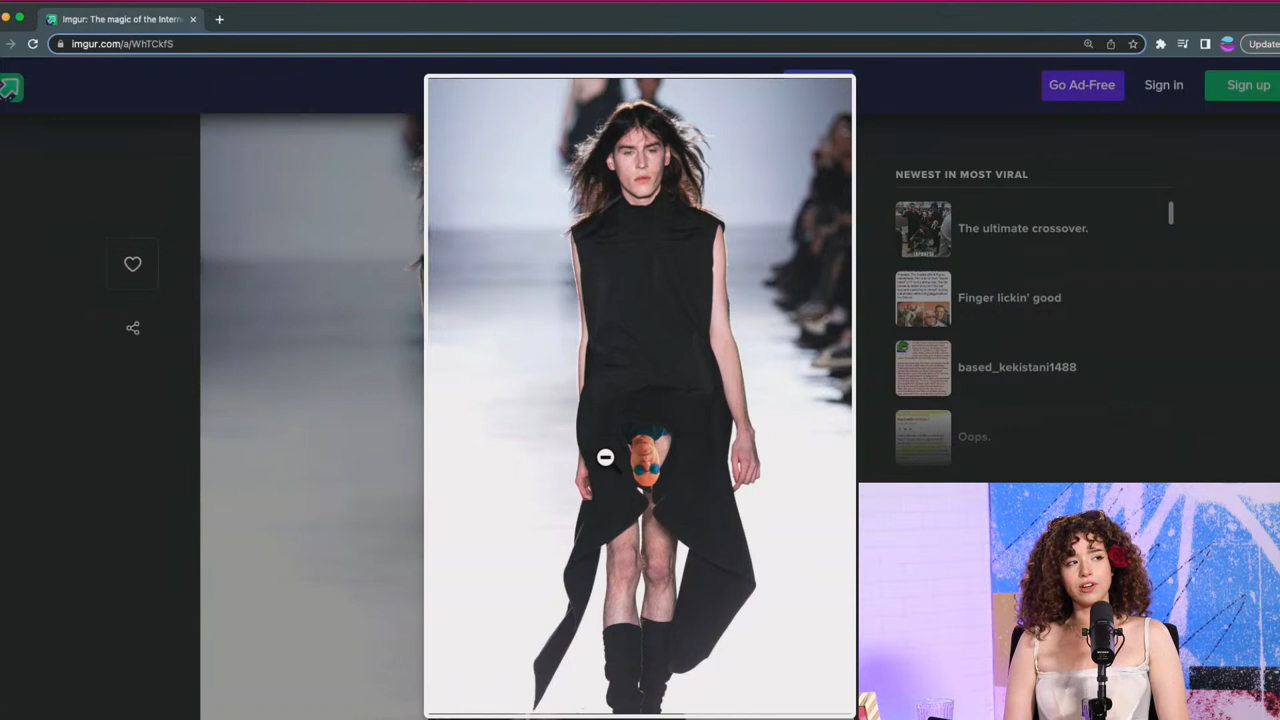 Imgur: The magic of the Intern
imgur.com/a/WhTCkfS
Update
Go Ad-Free
Sign in
Sign up
NEWEST IN MOST VIRAL
The ultimate crossover.
Finger lickin' good
based_kekistani1488
Oops.